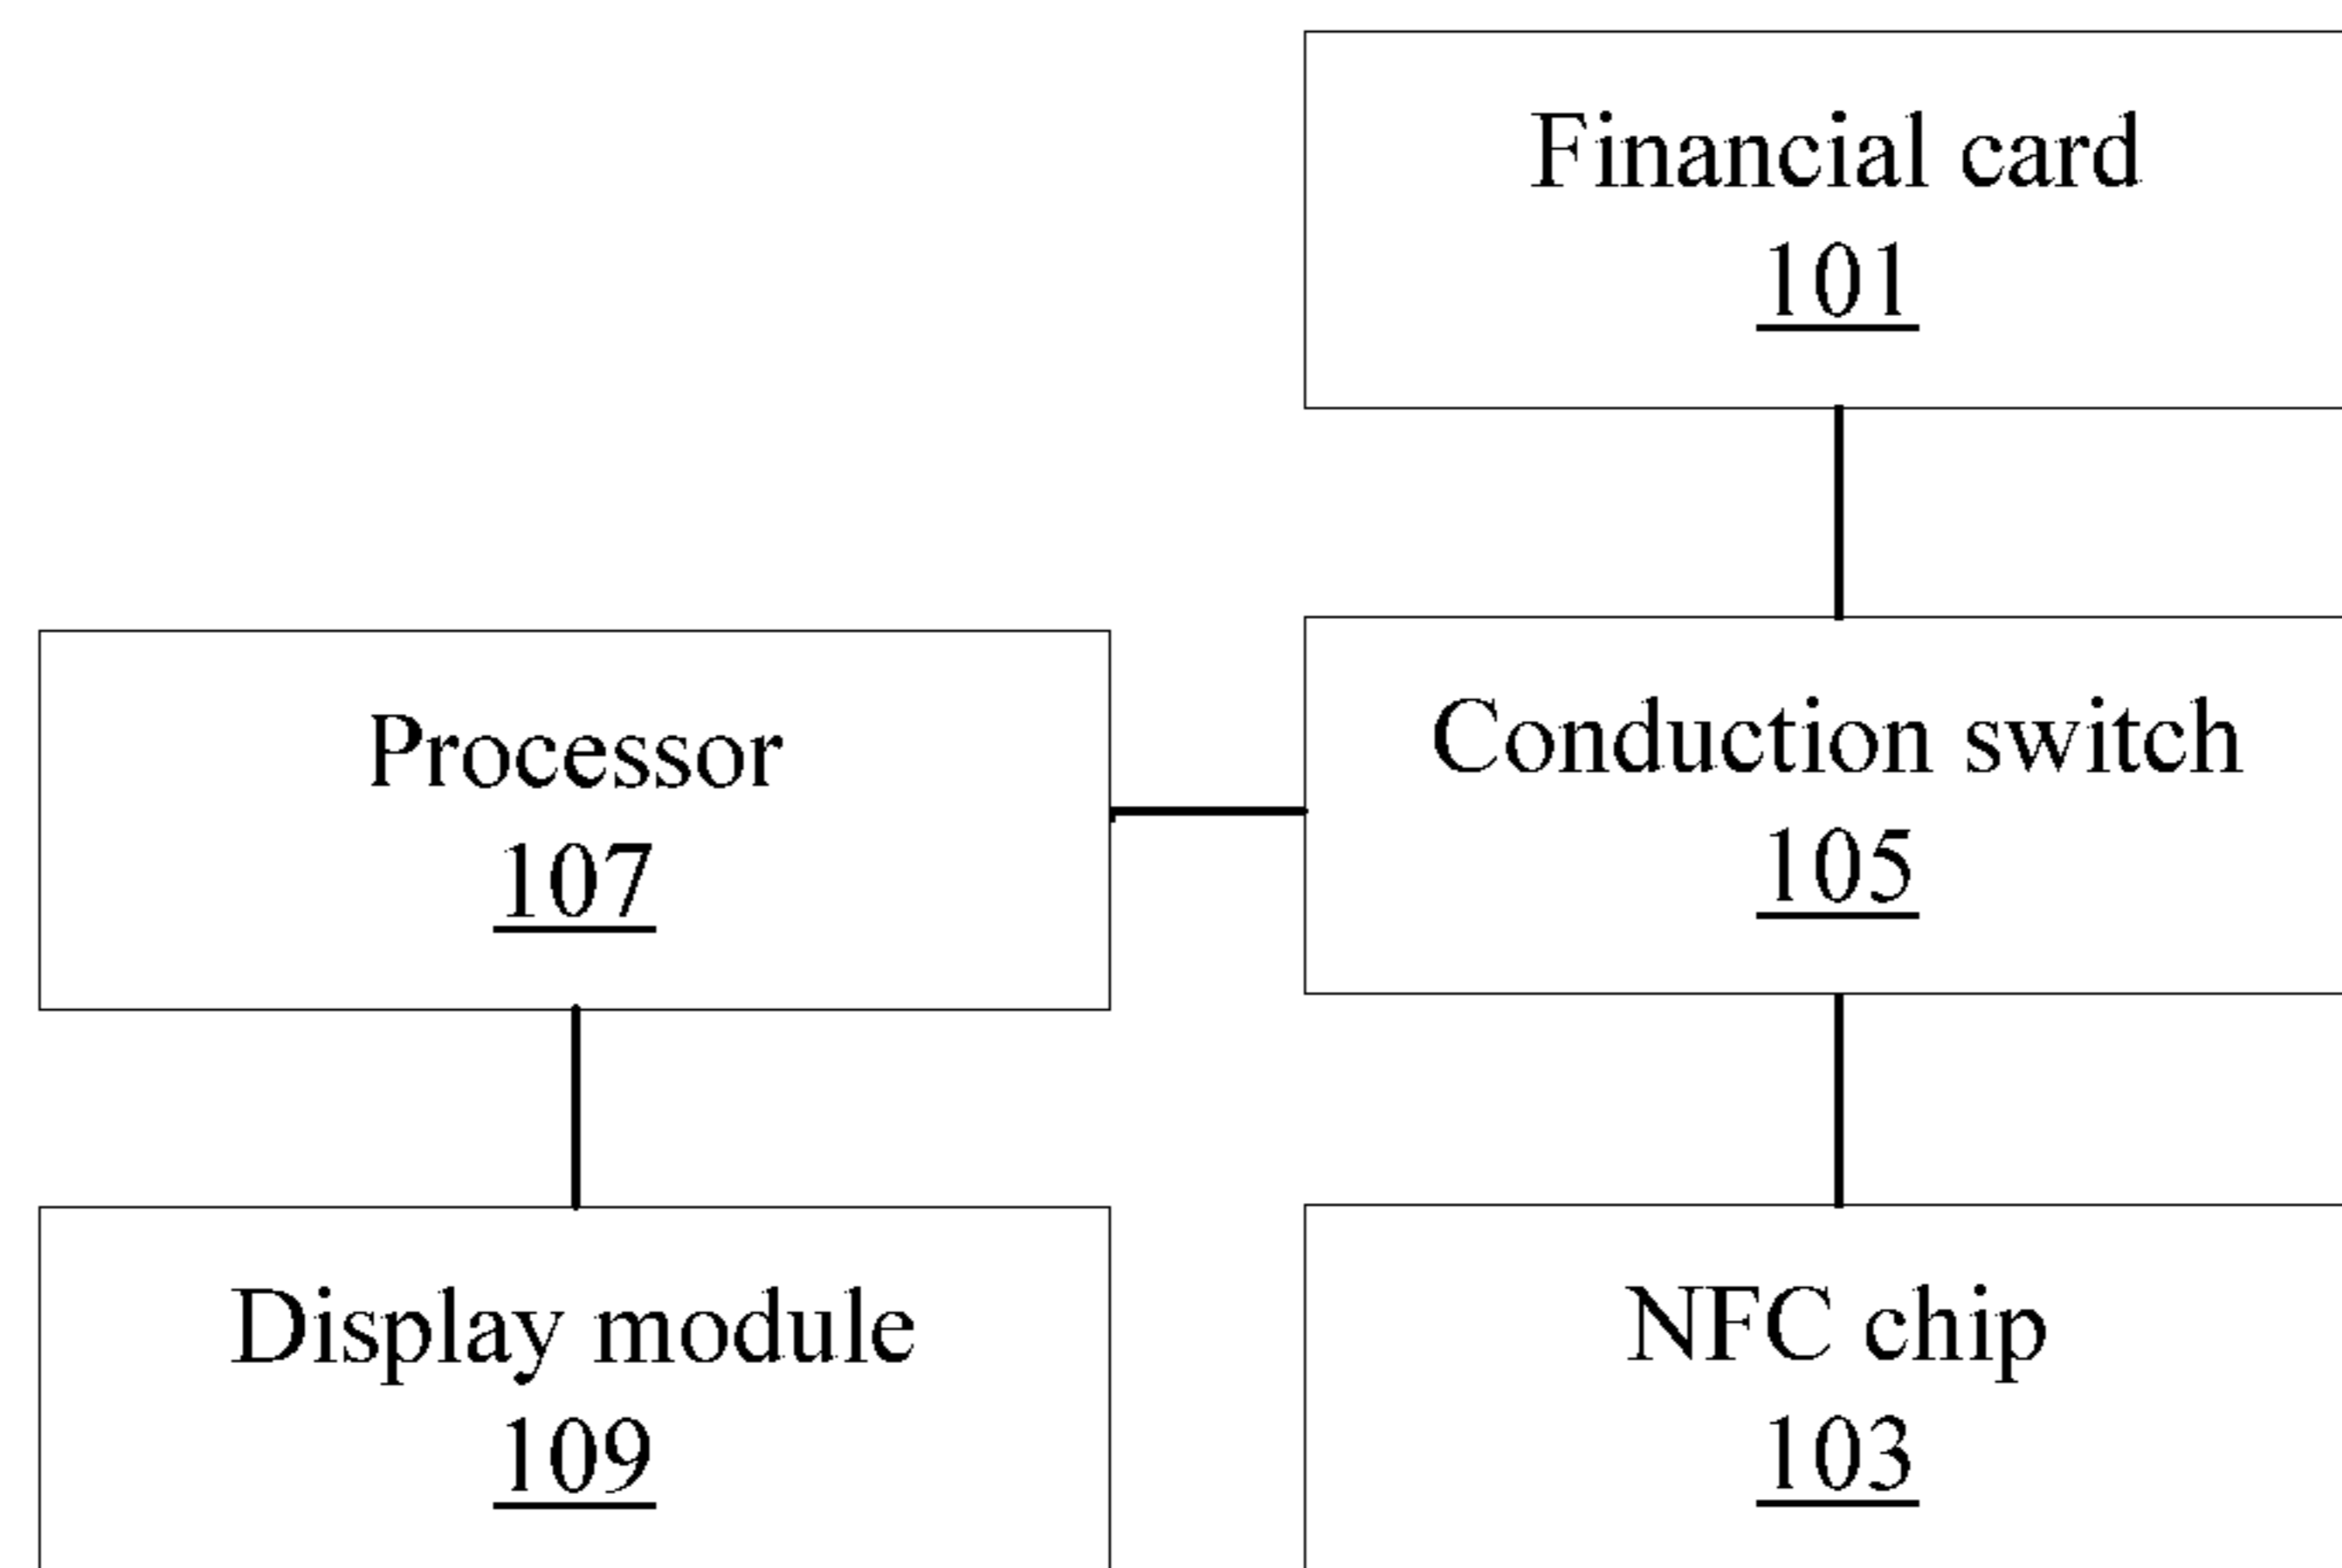 Financial card
101
Processor
107
Conduction switch
105
Display module
109
NFC chip
103